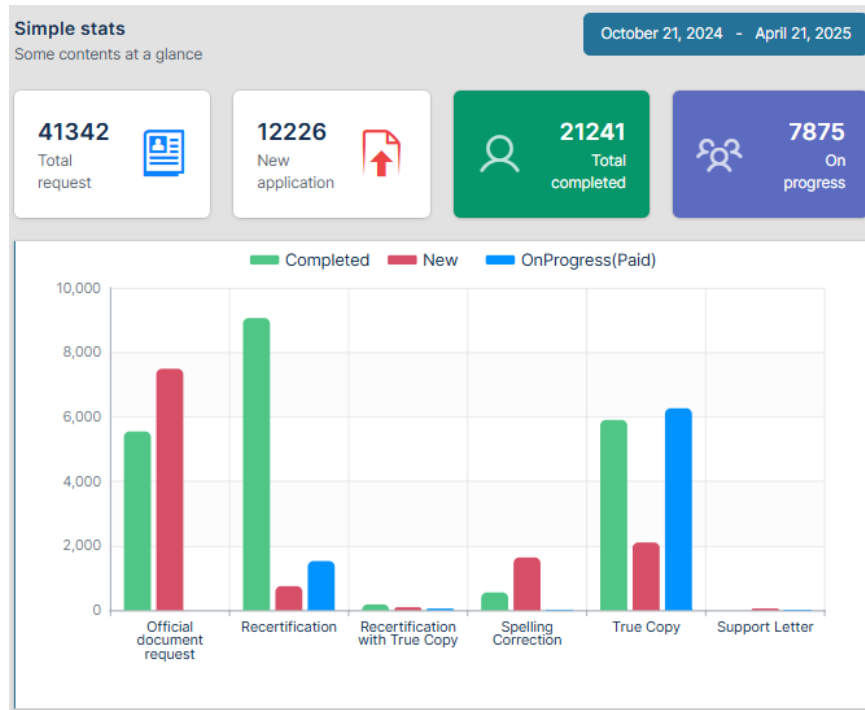 Simple stats
Some contents at a glance
October 21, 2024 - April 21, 2025
41342
Total
request
12226
New
application
21241
Total
completed
7875
On
progress
Completed New OnProgress(Paid)
10,000
8,000
6,000
4,000
2,000
0
Official
document
request
Recertification
Recertification
with True Copy
Spelling
Correction
True Copy
Support Letter